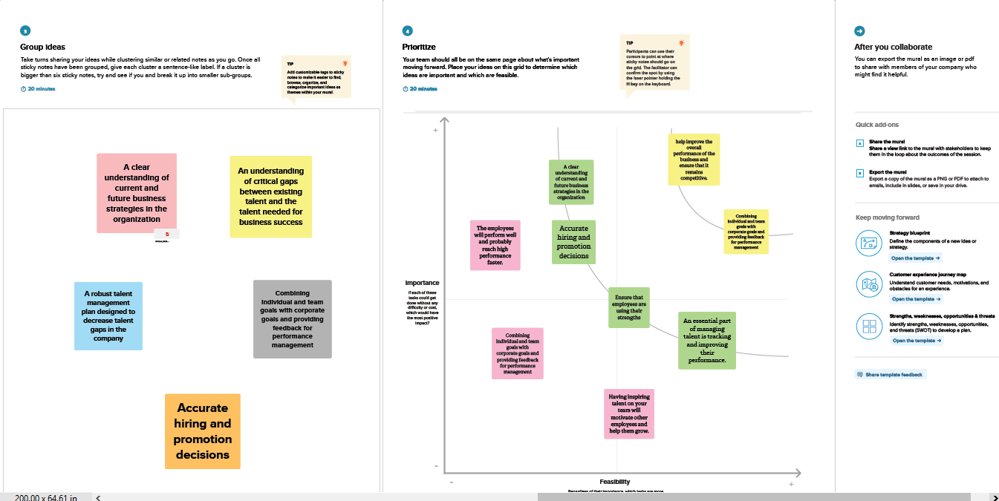 3
Group ideas
Take turns sharing your ideas while clustering similar or related notes as you go. Once all
sticky notes have been grouped, give each cluster a sentence-like label. If a cluster is
bigger than six sticky notes, try and see if you and break it up into smaller sub-groups.
20 minutes
TIP
Add customizable tags to sticky
notes to make it easier to find,
browse, organize, and
categorize important ideas as
themes within your mural.
A clear
understanding of
current and
future business
strategies in the
organization
An understanding
of critical gaps
between existing
talent and the
talent needed for
business success
A robust talent
management
plan designed to
decrease talent
gaps in the
company
Combining
individual and team
goals with corporate
goals and providing
feedback for
performance
management
Accurate
hiring and
promotion
decisions
4
Prioritize
Your team should all be on the same page about what's important
moving forward. Place your ideas on this grid to determine which
ideas are important and which are feasible.
20 minutes
TIP
Participants can use their
cursors to point at where
sticky notes should go on
the grid. The facilitator can
confirm the spot by using
the laser pointer holding the
H key on the keyboard.
+
help improve the
overall
performance of the
business and
ensure that it
remains
competitive.
A clear
understanding
of current and
future business
strategies in the
organization
Combining
individual and team
goals with
corporate goals and
providing feedback
for performance
management
The employees
will perform well
and probably
reach high
performance
faster.
Accurate
hiring and
promotion
decisions
Importance
If each of these
tasks could get
done without any
difficulty or cost,
which would have
the most positive
impact?
Ensure that
employees are
using their
strengths
An essential part
of managing
talent is tracking
and improving
their
performance.
Combining
individual and team
goals with
corporate goals and
providing feedback
for performance
management
Having inspiring
talent on your
team will
motivate other
employees and
help them grow.
-
-
Feasibility
+
Regardless of their importance, which tasks are more
After you collaborate
You can export the mural as an image or pdf
to share with members of your company who
might find it helpful.
Quick add-ons
A
Share the mural
Share a view link to the mural with stakeholders to keep
them in the loop about the outcomes of the session.
B
Export the mural
Export a copy of the mural as a PNG or PDF to attach to
emails, include in slides, or save in your drive.
Keep moving forward
Strategy blueprint
Define the components of a new idea or
strategy.
Open the template →
Customer experience journey map
Understand customer needs, motivations, and
obstacles for an experience.
Open the template →
Strengths, weaknesses, opportunities & threats
Identify strengths, weaknesses, opportunities,
and threats (SWOT) to develop a plan.
Open the template →
Share template feedback
200.00 x 64.61 in